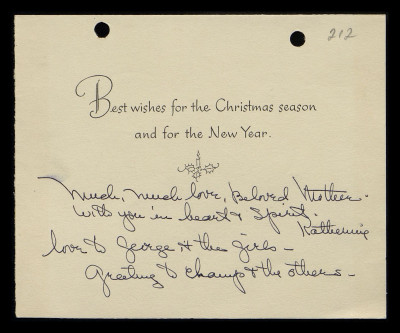 212
Best wishes for the Christmas season
and for the New Year.
Much, much love, Beloved Mother.
With you in heart & Spirit.
Katherine
love to George & the girls –
Greeting to Champ & the others –